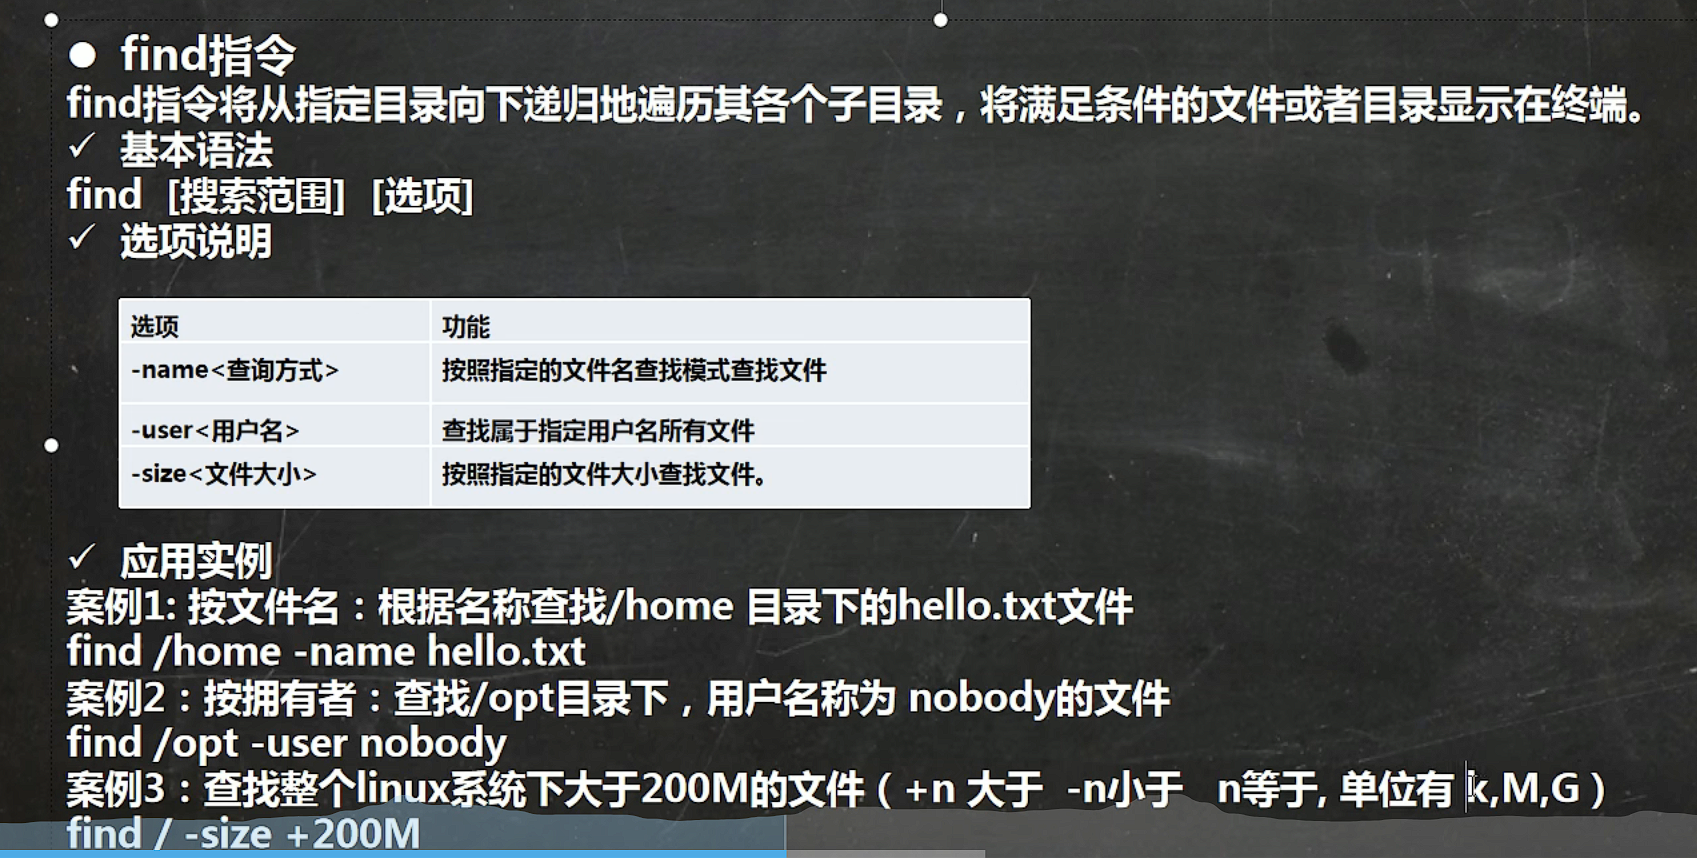 ● find指令
find指令将从指定目录向下递归地遍历其各个子目录，将满足条件的文件或者目录显示在终端。
✓ 基本语法
find [搜索范围] [选项]
✓ 选项说明
选项 功能
-name<查询方式> 按照指定的文件名查找模式查找文件
-user<用户名> 查找属于指定用户名所有文件
-size<文件大小> 按照指定的文件大小查找文件。
✓ 应用实例
案例1: 按文件名：根据名称查找/home 目录下的hello.txt文件
find /home -name hello.txt
案例2：按拥有者：查找/opt目录下，用户名称为 nobody的文件
find /opt -user nobody
案例3：查找整个linux系统下大于200M的文件（+n 大于 -n小于 n等于, 单位有 k,M,G）
find / -size +200M